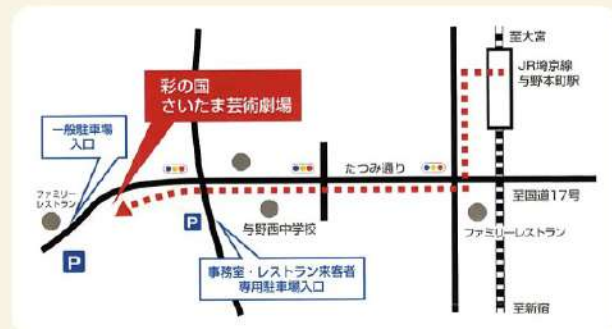 至大宮
JR埼京線
与野本町駅
彩の国
さいたま芸術劇場
一般駐車場
入口
たつみ通り
ファミリー
レストラン
至国道17号
P
与野西中学校
ファミリーレストラン
P
事務室・レストラン来客者
専用駐車場入口
至新宿